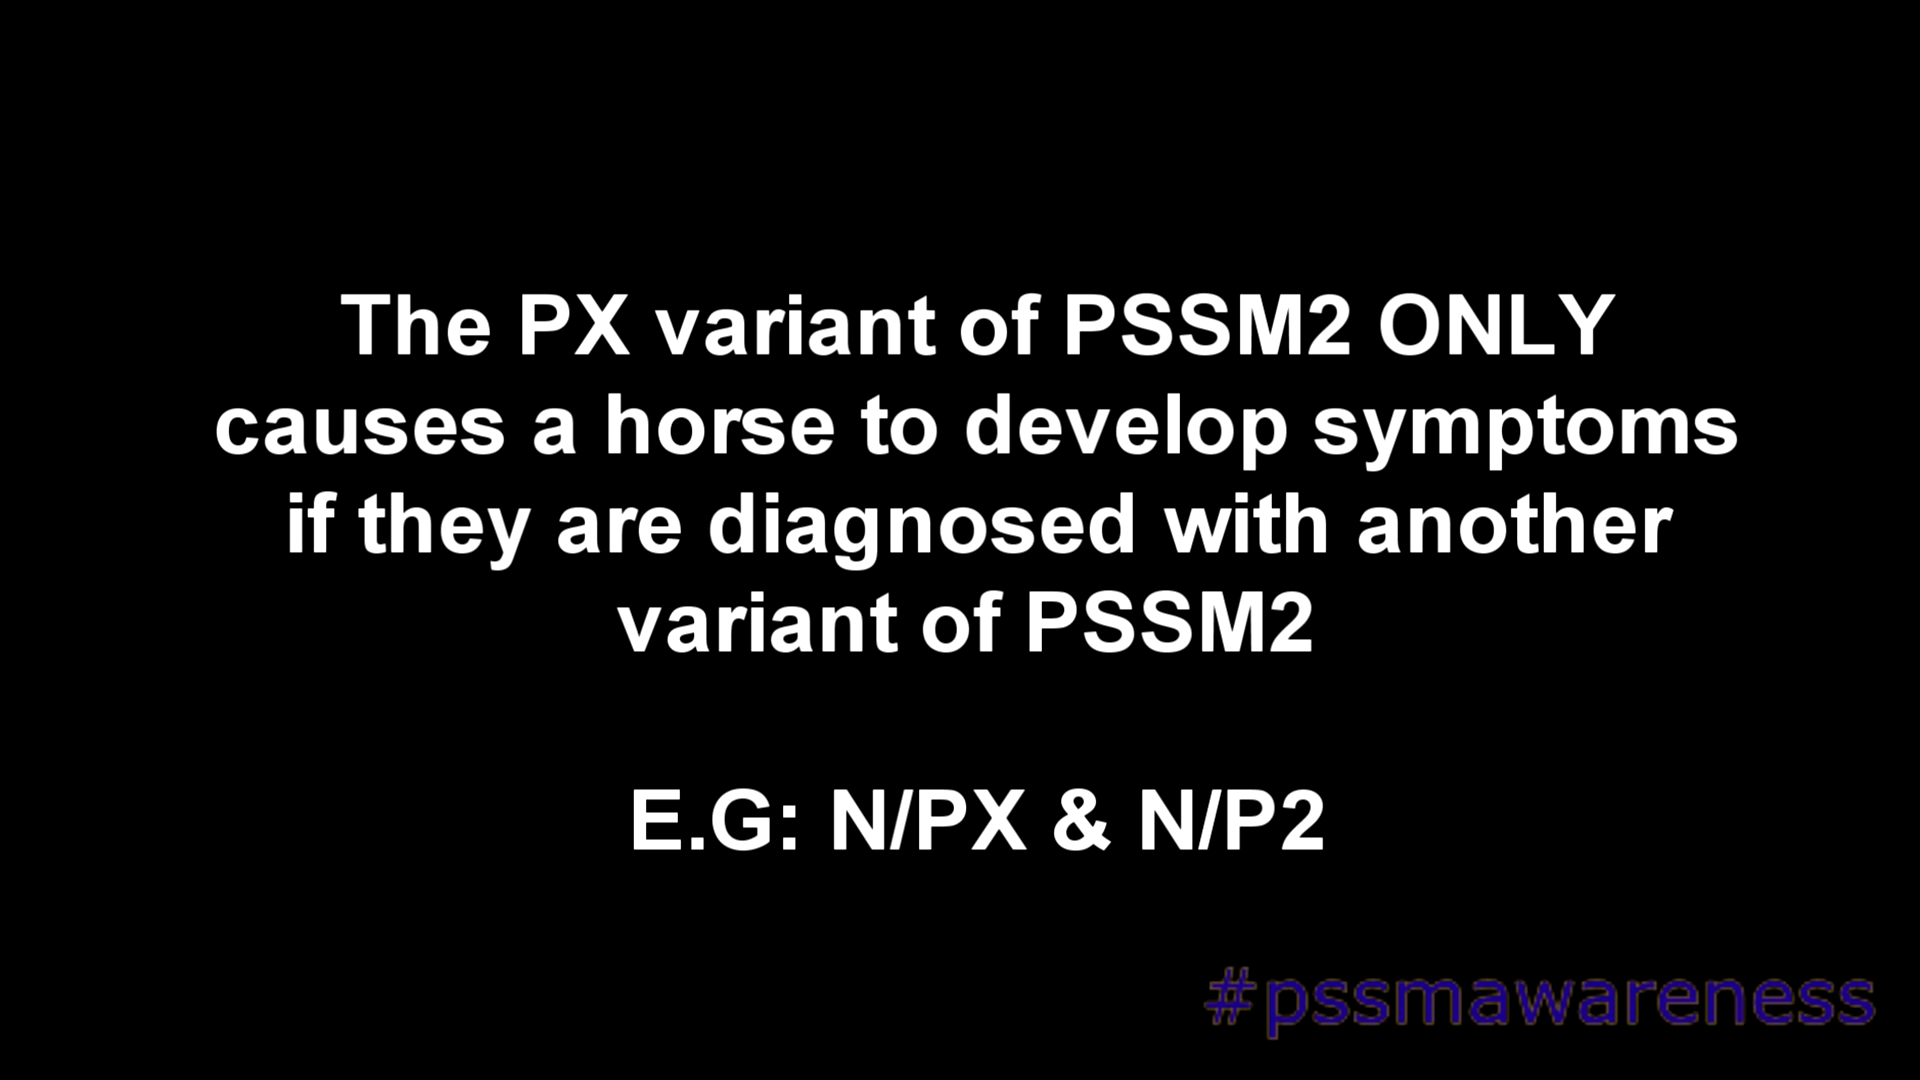 The PX variant of PSSM2 ONLY
causes a horse to develop symptoms
if they are diagnosed with another
variant of PSSM2
E.G: N/PX & N/P2
#pssmawareness